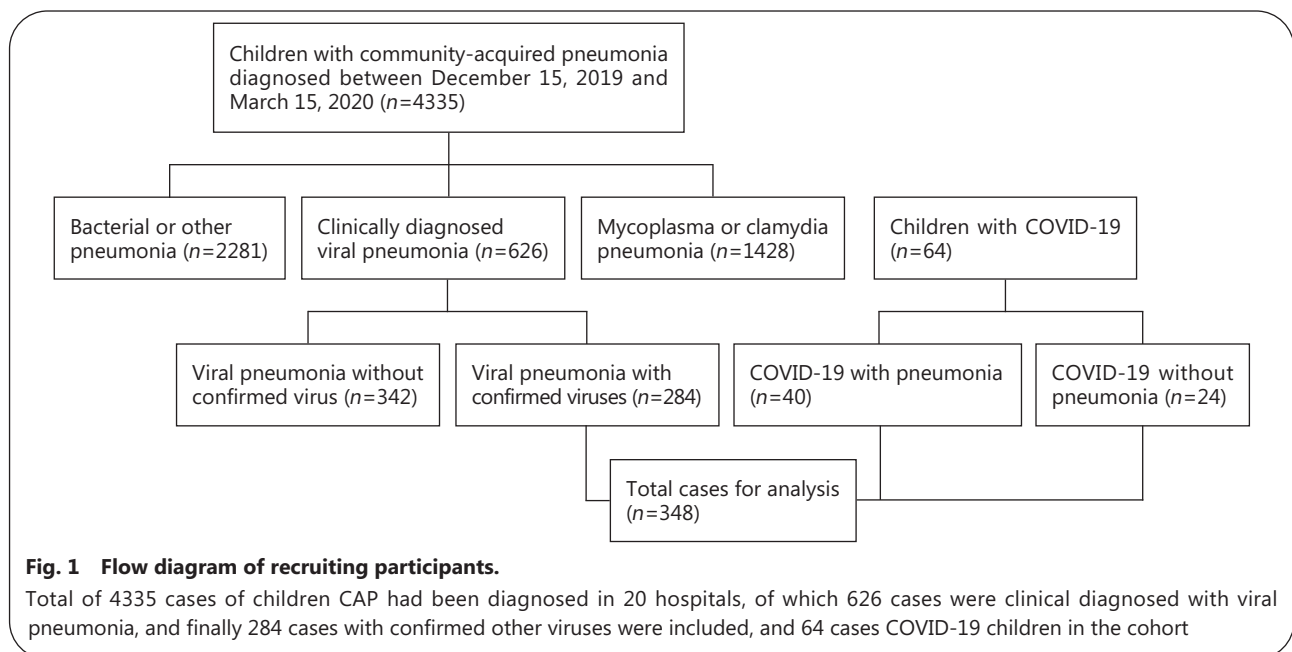 Children with community-acquired pneumonia
diagnosed between December 15, 2019 and
March 15, 2020 (n=4335)
Bacterial or other
pneumonia (n=2281)
Clinically diagnosed
viral pneumonia (n=626)
Mycoplasma or clamydia
pneumonia (n=1428)
Children with COVID-19
(n=64)
Viral pneumonia without
confirmed virus (n=342)
Viral pneumonia with
confirmed viruses (n=284)
COVID-19 with pneumonia
(n=40)
COVID-19 without
pneumonia (n=24)
Total cases for analysis
(n=348)
Fig. 1 Flow diagram of recruiting participants.
Total of 4335 cases of children CAP had been diagnosed in 20 hospitals, of which 626 cases were clinical diagnosed with viral
pneumonia, and finally 284 cases with confirmed other viruses were included, and 64 cases COVID-19 children in the cohort